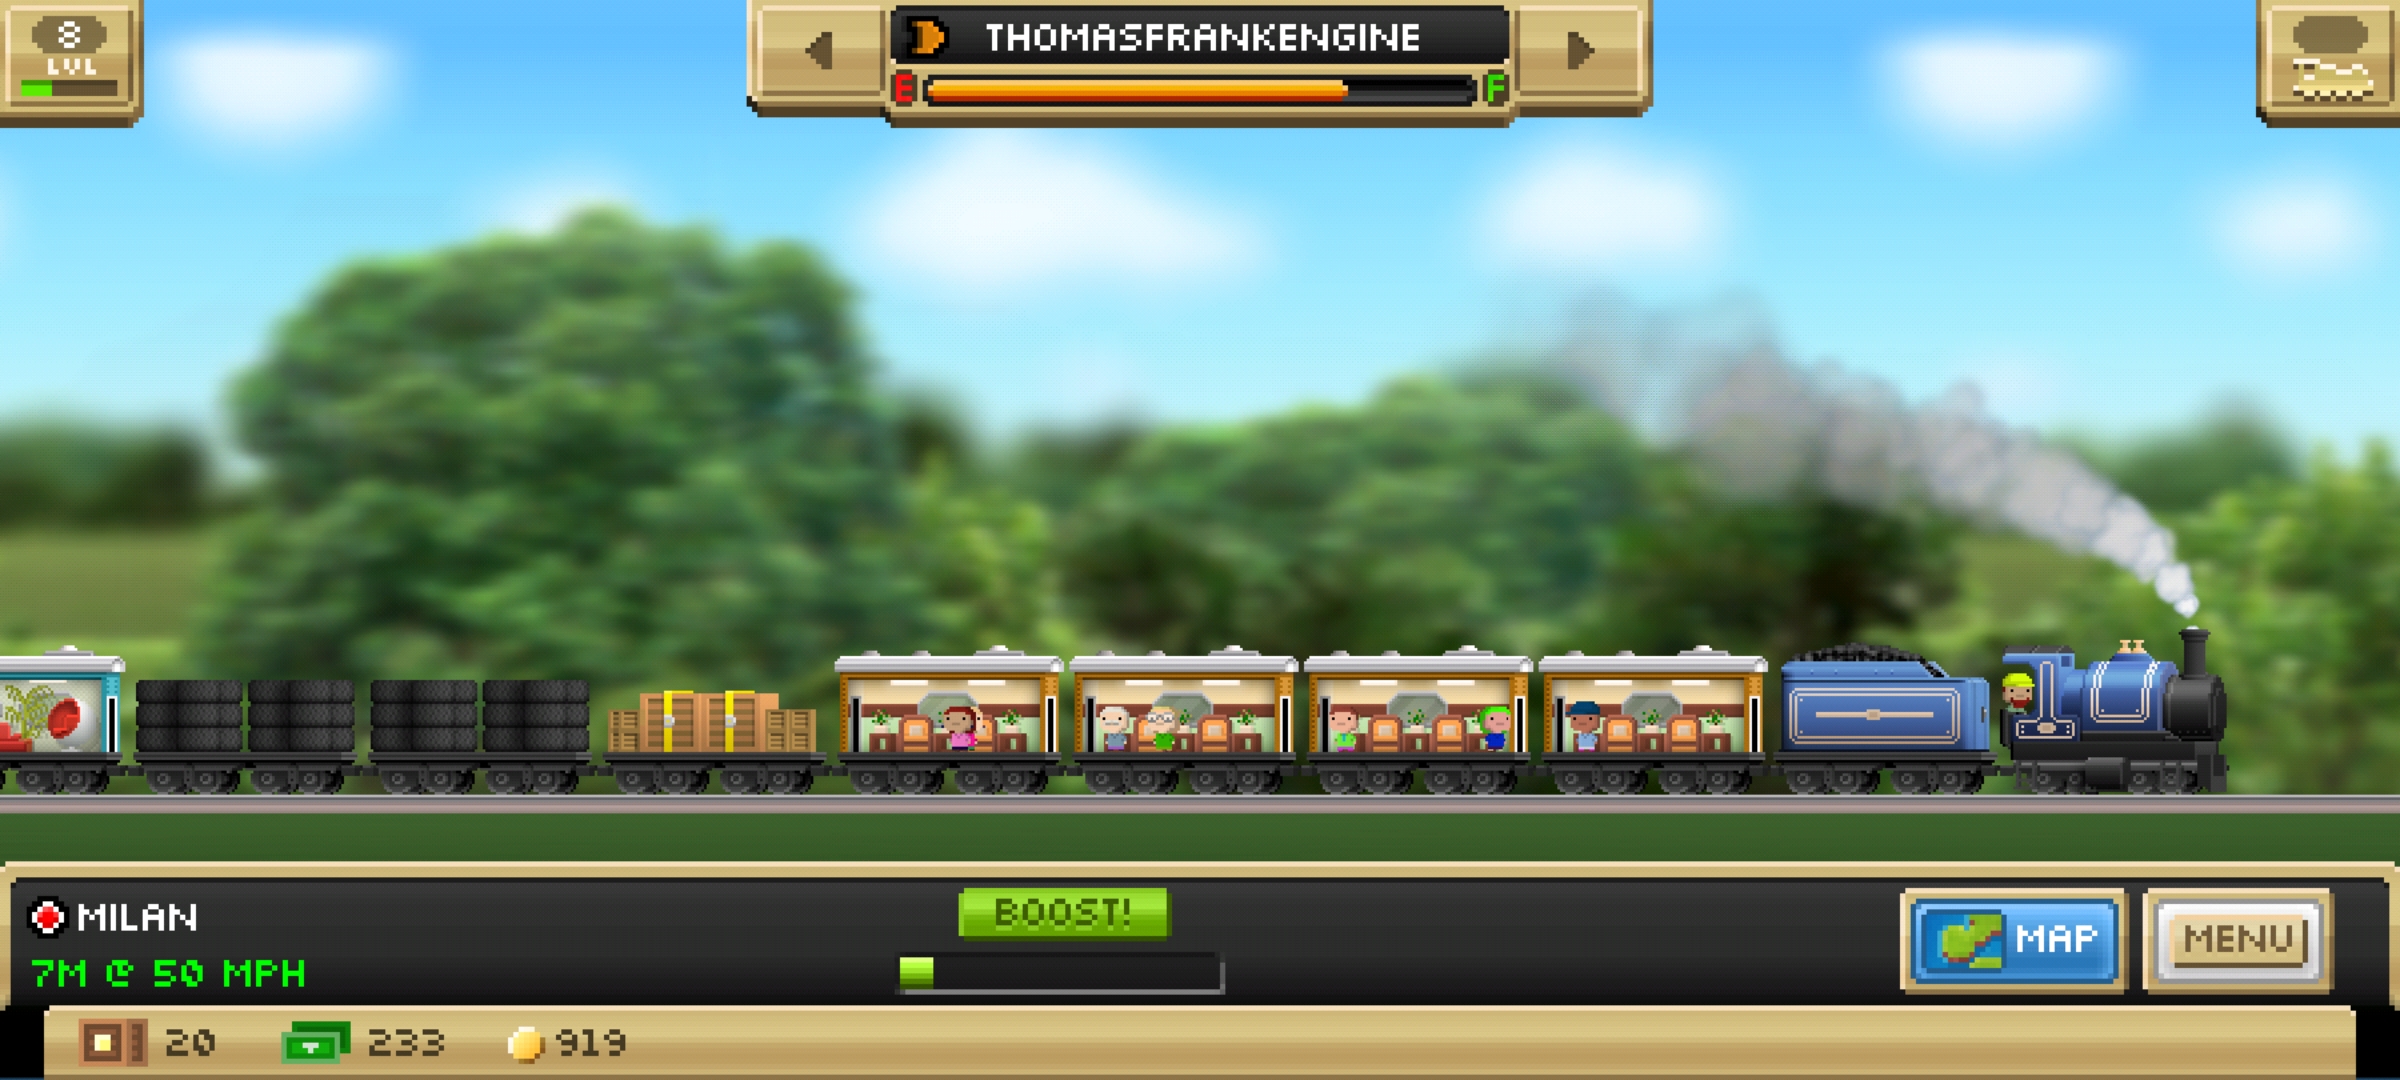 8
LVL
THOMASFRANKENGINE
E F
MILAN
BOOST!
7M @ 50 MPH
MAP
MENU
20 233 919